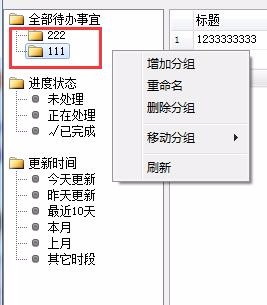 全部待办事宜
222
111
进度状态
未处理
正在处理
√已完成
更新时间
今天更新
昨天更新
最近10天
本月
上月
其它时段
标题
1 1233333333
增加分组
重命名
删除分组
移动分组
刷新